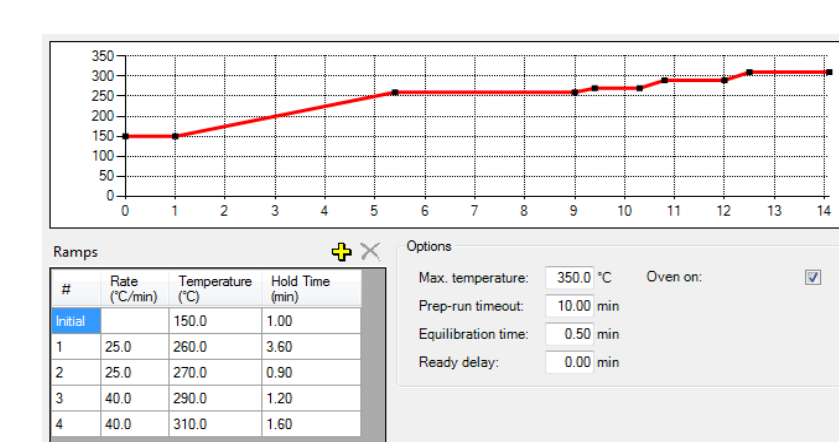 350
300
250
200
150
100
50
0
0 1 2 3 4 5 6 7 8 9 10 11 12 13 14
Ramps
# Rate (°C/min) Temperature (°C) Hold Time (min)
Initial 150.0 1.00
1 25.0 260.0 3.60
2 25.0 270.0 0.90
3 40.0 290.0 1.20
4 40.0 310.0 1.60
Options
Max. temperature: 350.0 °C Oven on:
Prep-run timeout: 10.00 min
Equilibration time: 0.50 min
Ready delay: 0.00 min